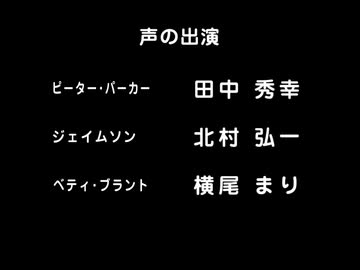 声の出演
ピーター・パーカー 田中 秀幸
ジェイムソン 北村 弘一
ベティ・ブラント 横尾 まり